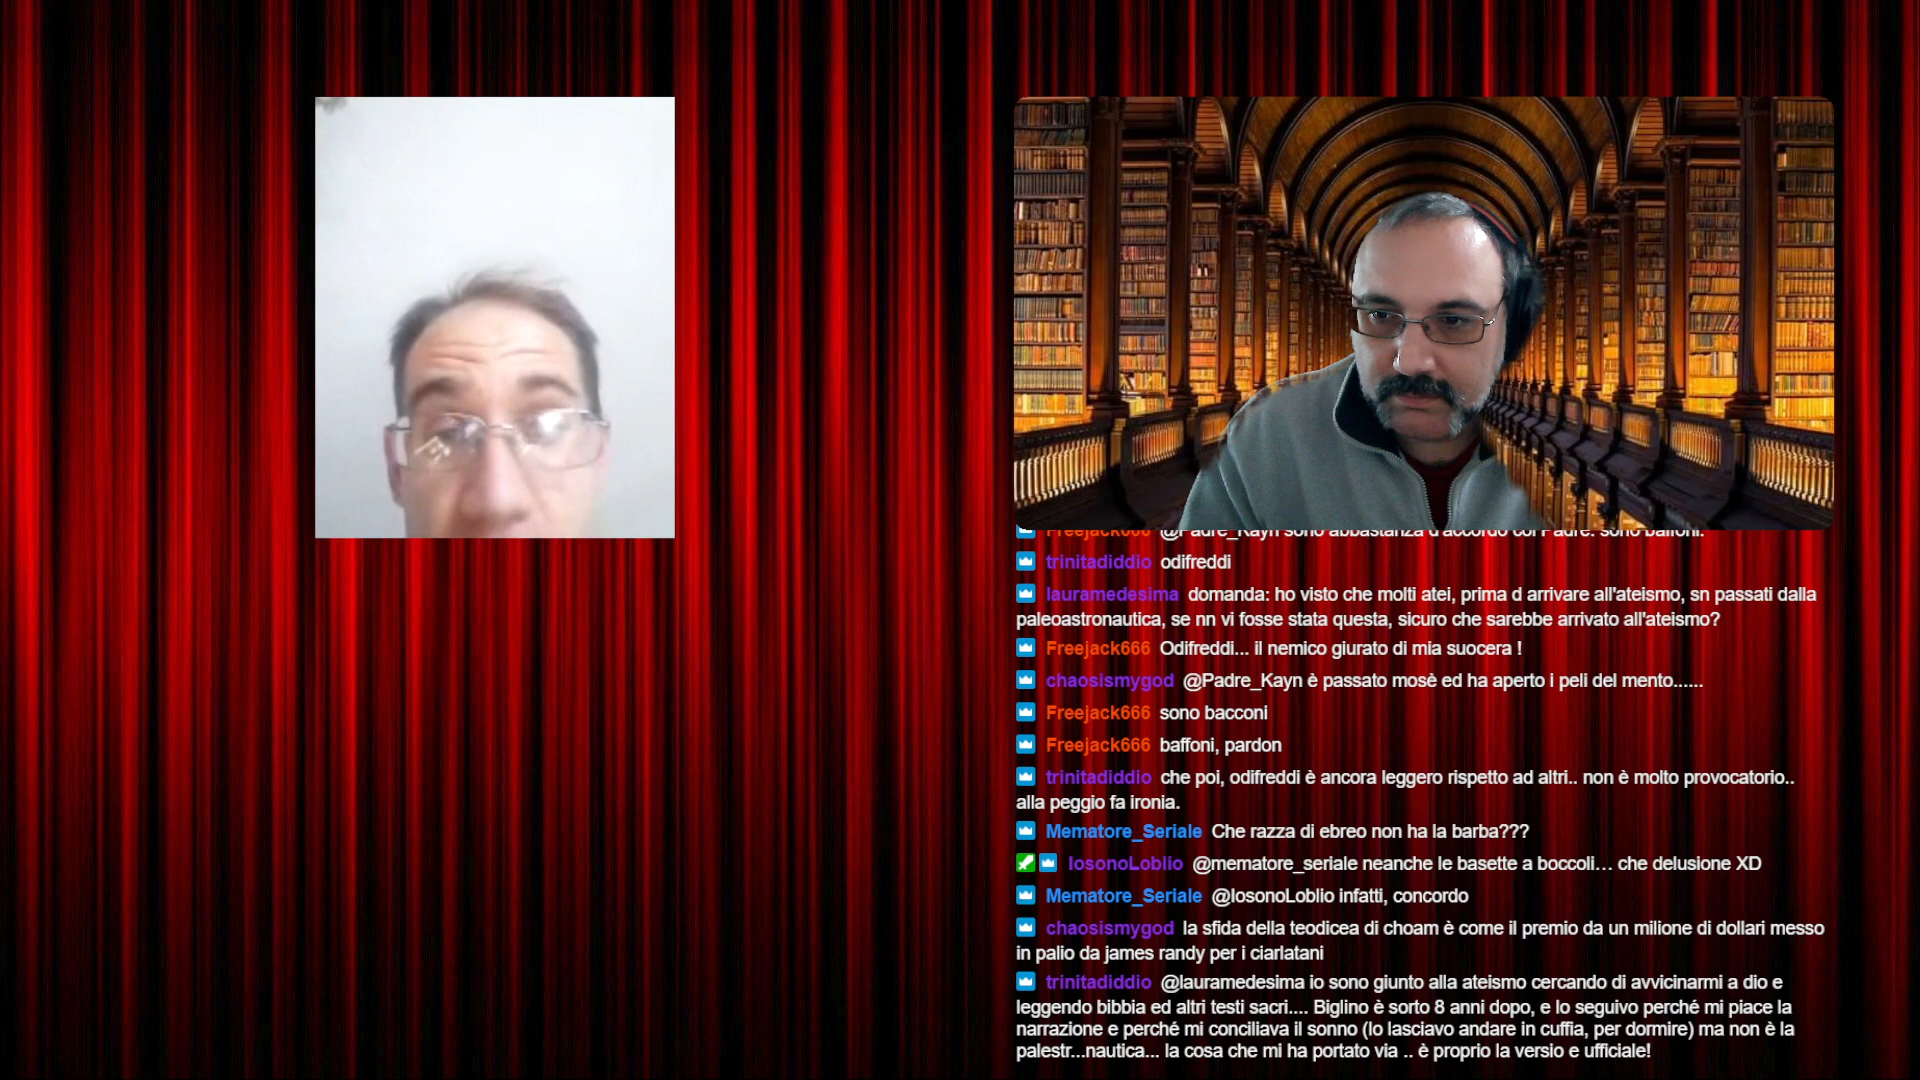 Freejack666 @Padre_Kayn sono abbastanza d'accordo col Padre: sono baffoni.
trinitadiddio odifreddi
lauramedesima domanda: ho visto che molti atei, prima d arrivare all'ateismo, sn passati dalla
paleoastronautica, se nn vi fosse stata questa, sicuro che sarebbe arrivato all'ateismo?
Freejack666 Odifreddi... il nemico giurato di mia suocera !
chaosismygod @Padre_Kayn è passato mosè ed ha aperto i peli del mento......
Freejack666 sono bacconi
Freejack666 baffoni, pardon
trinitadiddio che poi, odifreddi è ancora leggero rispetto ad altri.. non è molto provocatorio..
alla peggio fa ironia.
Mematore_Seriale Che razza di ebreo non ha la barba???
IosonoLoblio @mematore_seriale neanche le basette a boccoli… che delusione XD
Mematore_Seriale @IosonoLoblio infatti, concordo
chaosismygod la sfida della teodicea di choam è come il premio da un milione di dollari messo
in palio da james randy per i ciarlatani
trinitadiddio @lauramedesima io sono giunto alla ateismo cercando di avvicinarmi a dio e
leggendo bibbia ed altri testi sacri.... Biglino è sorto 8 anni dopo, e lo seguivo perché mi piace la
narrazione e perché mi conciliava il sonno (lo lasciavo andare in cuffia, per dormire) ma non è la
palestr...nautica... la cosa che mi ha portato via .. è proprio la versio e ufficiale!